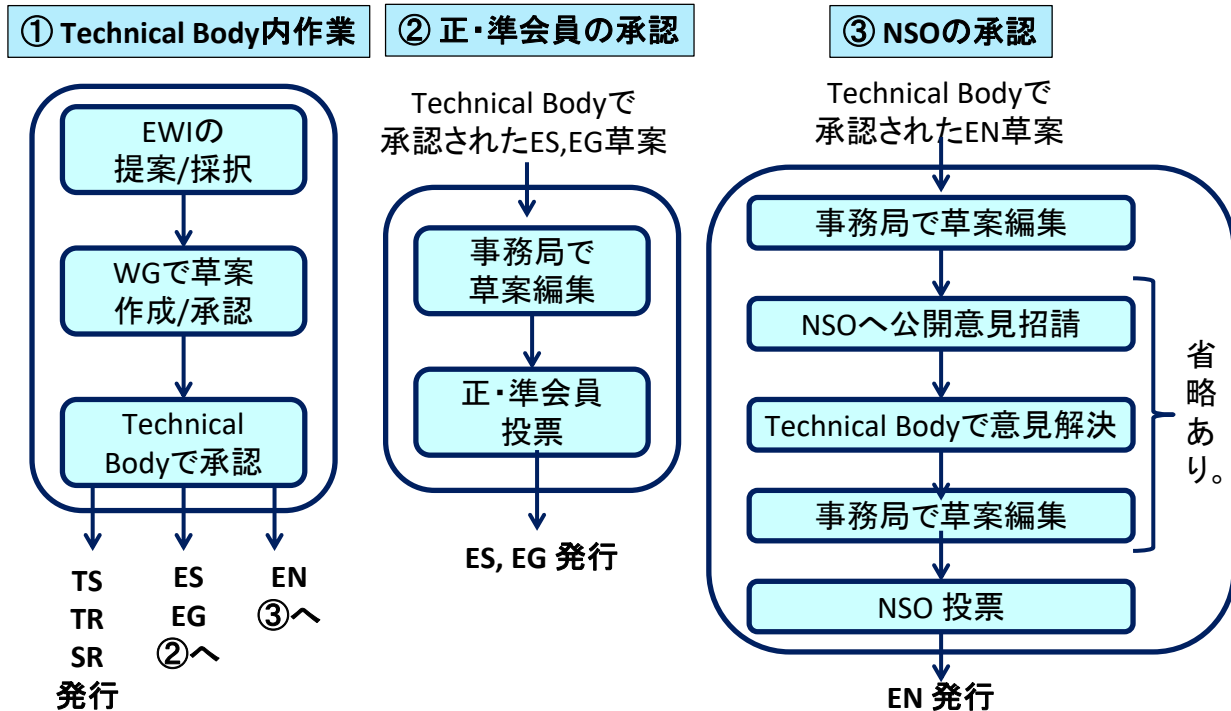 ① Technical Body内作業
EWIの
提案/採択
WGで草案
作成/承認
Technical
Bodyで承認
TS
TR
SR
発行
ES
EG
②へ
EN
③へ
② 正・準会員の承認
Technical Bodyで
承認されたES,EG草案
事務局で
草案編集
正・準会員
投票
ES, EG 発行
③ NSOの承認
Technical Bodyで
承認されたEN草案
事務局で草案編集
NSOへ公開意見招請
Technical Bodyで意見解決
事務局で草案編集
NSO 投票
EN 発行
省略あり。